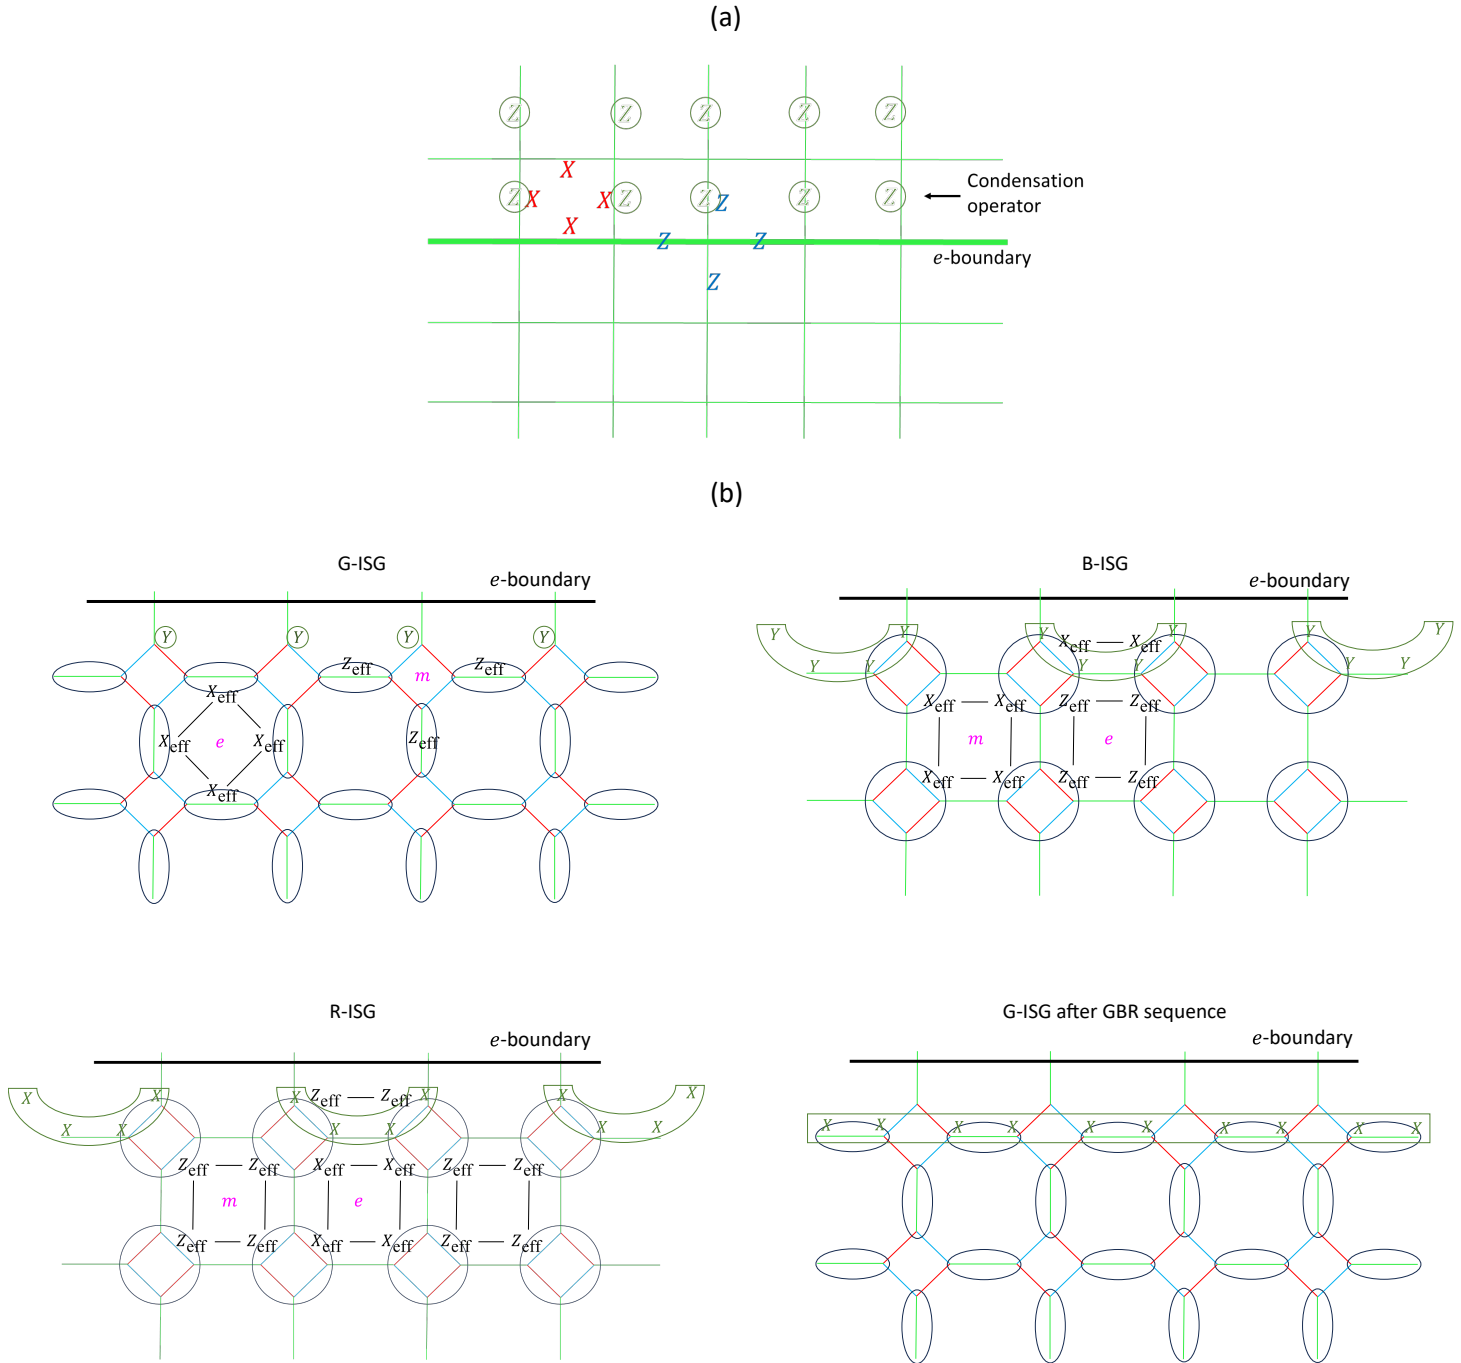 (a)
Z Z Z Z Z
X
Z X X Z Z Z Z Z
Condensation
operator
X
Z Z
e-boundary
Z
(b)
G-ISG
e-boundary
Y Y Y Y
Z_eff m Z_eff
X_eff
X_eff e X_eff Z_eff
X_eff
B-ISG
e-boundary
Y Y Y Y Y Y
X_eff X_eff
Y Y Y Y Y Y
X_eff X_eff Z_eff Z_eff
m e
X_eff X_eff Z_eff Z_eff
R-ISG
e-boundary
X X X Z_eff Z_eff X X X
X X X X X X
Z_eff Z_eff X_eff X_eff Z_eff Z_eff
m e
Z_eff Z_eff X_eff X_eff Z_eff Z_eff
G-ISG after GBR sequence
e-boundary
X X X X X X X X X X